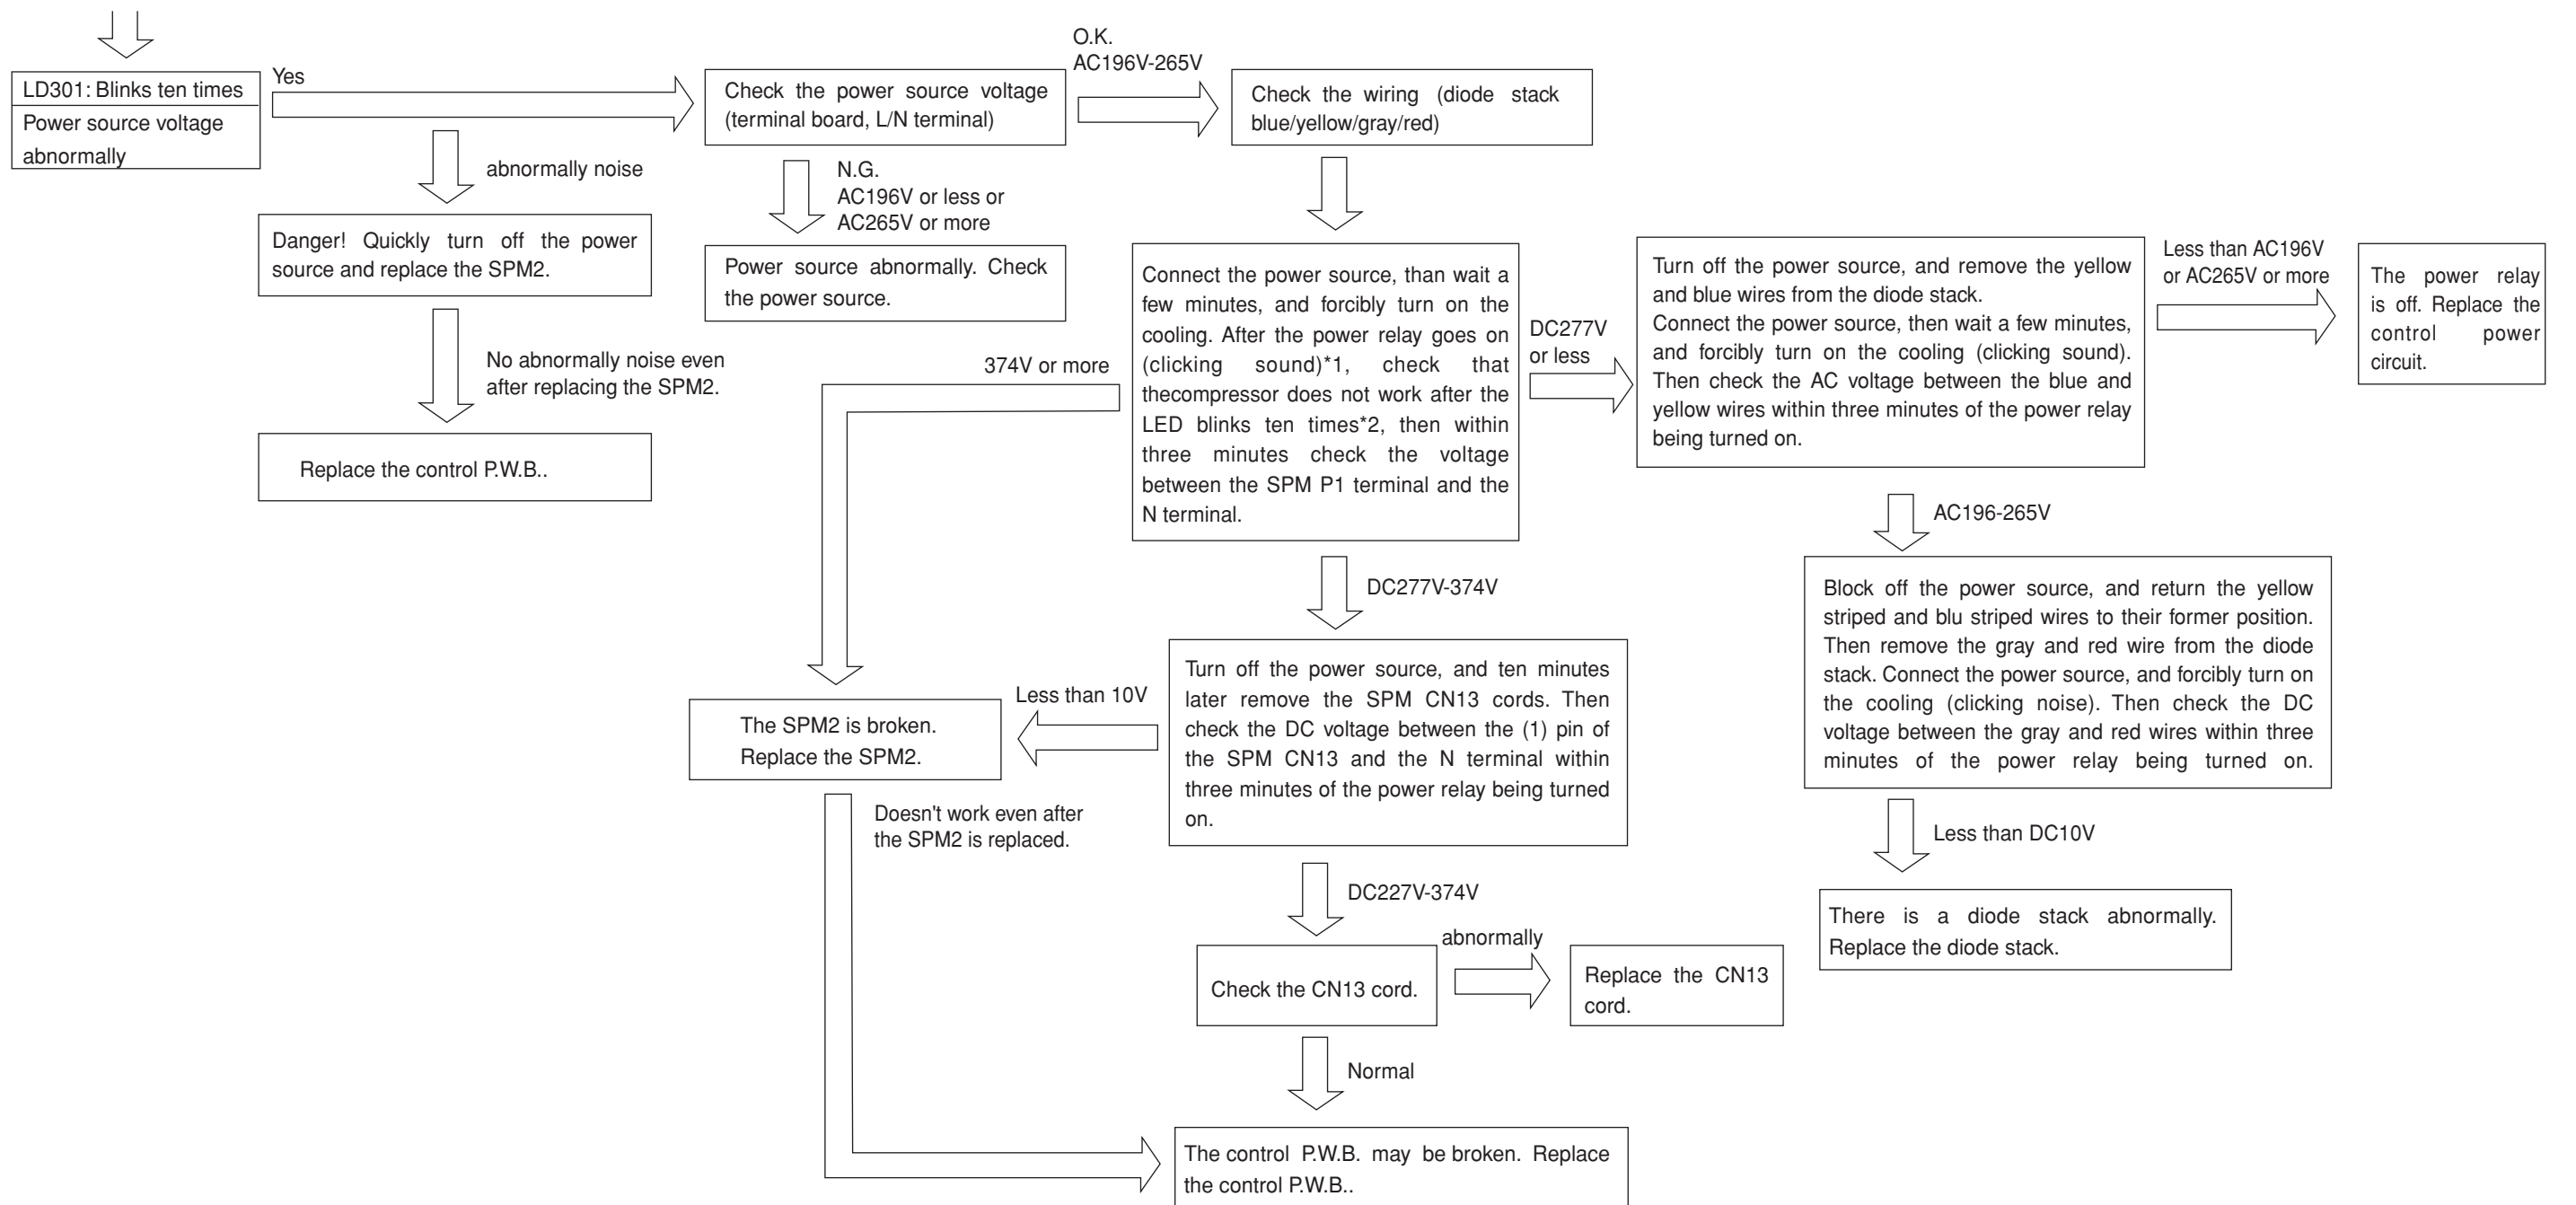 LD301: Blinks ten times
Power source voltage
abnormally
Yes
abnormally noise
Danger! Quickly turn off the power
source and replace the SPM2.
No abnormally noise even
after replacing the SPM2.
Replace the control P.W.B..
Check the power source voltage
(terminal board, L/N terminal)
N.G.
AC196V or less or
AC265V or more
Power source abnormally. Check
the power source.
O.K.
AC196V-265V
Check the wiring (diode stack
blue/yellow/gray/red)
Connect the power source, than wait a
few minutes, and forcibly turn on the
cooling. After the power relay goes on
(clicking sound)*1, check that
thecompressor does not work after the
LED blinks ten times*2, then within
three minutes check the voltage
between the SPM P1 terminal and the
N terminal.
374V or more
DC277V
or less
Turn off the power source, and remove the yellow
and blue wires from the diode stack.
Connect the power source, then wait a few minutes,
and forcibly turn on the cooling (clicking sound).
Then check the AC voltage between the blue and
yellow wires within three minutes of the power relay
being turned on.
Less than AC196V
or AC265V or more
The power relay
is off. Replace the
control power
circuit.
AC196-265V
Block off the power source, and return the yellow
striped and blu striped wires to their former position.
Then remove the gray and red wire from the diode
stack. Connect the power source, and forcibly turn on
the cooling (clicking noise). Then check the DC
voltage between the gray and red wires within three
minutes of the power relay being turned on.
Less than DC10V
There is a diode stack abnormally.
Replace the diode stack.
DC277V-374V
Turn off the power source, and ten minutes
later remove the SPM CN13 cords. Then
check the DC voltage between the (1) pin of
the SPM CN13 and the N terminal within
three minutes of the power relay being turned
on.
Less than 10V
The SPM2 is broken.
Replace the SPM2.
Doesn't work even after
the SPM2 is replaced.
DC227V-374V
Check the CN13 cord.
abnormally
Replace the CN13
cord.
Normal
The control P.W.B. may be broken. Replace
the control P.W.B..